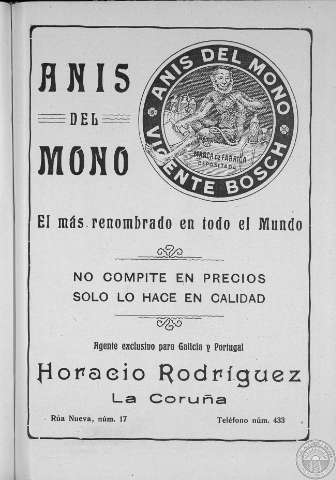 ANIS
DEL
MONO
ANIS DEL MONO
VICENTE BOSCH
MARCA DE FABRICA
DEPOSITADA
El más renombrado en todo el Mundo
NO COMPITE EN PRECIOS
SOLO LO HACE EN CALIDAD
Agente exclusivo para Galicia y Portugal
Horacio Rodríguez
La Coruña
Rúa Nueva, núm. 17
Teléfono núm. 433